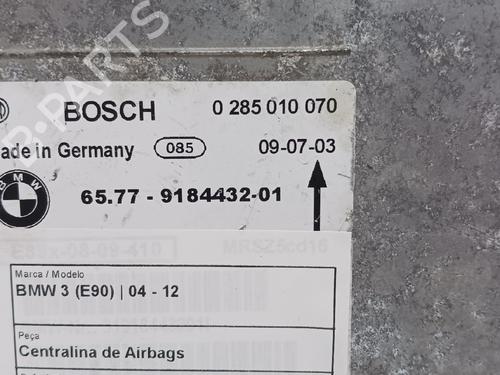 BOSCH 0 285 010 070
ade in Germany 085 09-07-03
BMW
65.77 - 9184432-01
MRSZ5cd16
Marca / Modelo
BMW 3 (E90) | 04 - 12
Peça
Centralina de Airbags